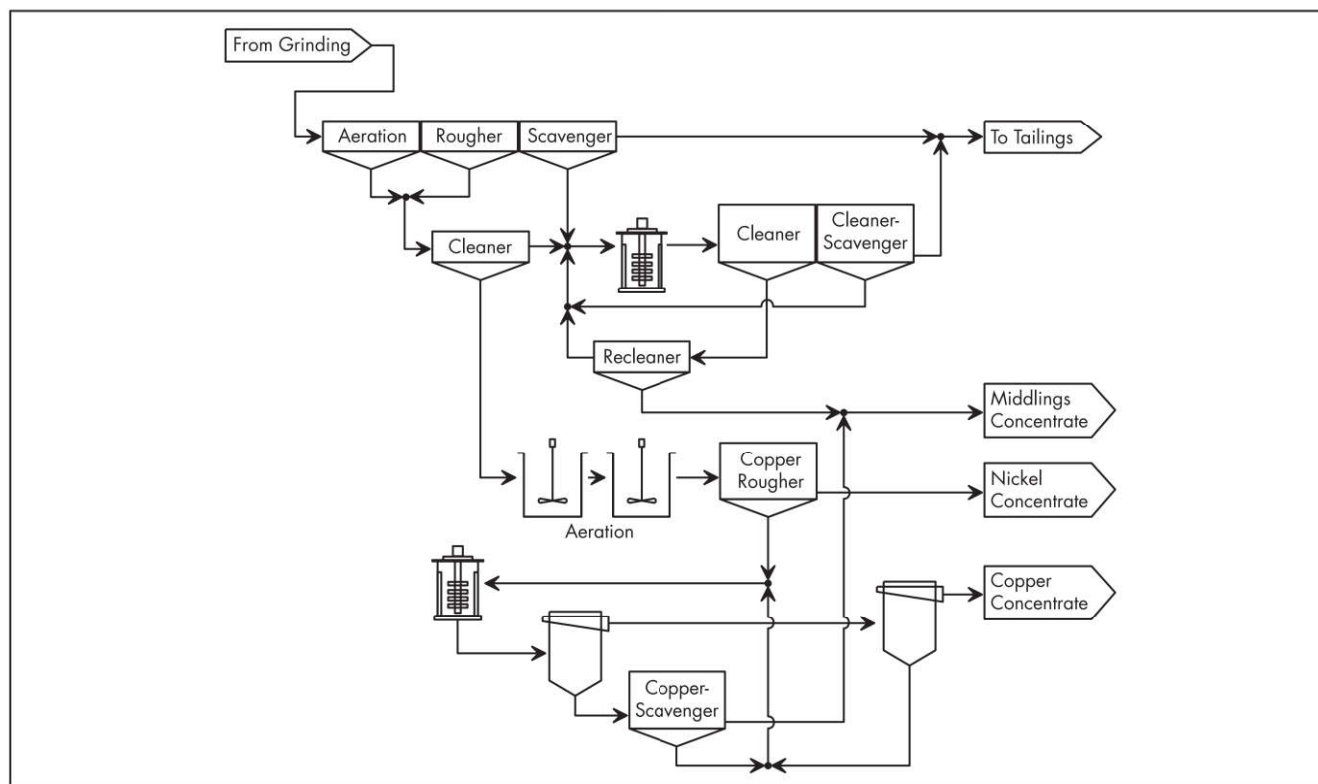 From Grinding
Aeration
Rougher
Scavenger
To Tailings
Cleaner
Cleaner
Cleaner-
Scavenger
Recleaner
Middlings
Concentrate
Copper
Rougher
Nickel
Concentrate
Aeration
Copper
Concentrate
Copper-
Scavenger